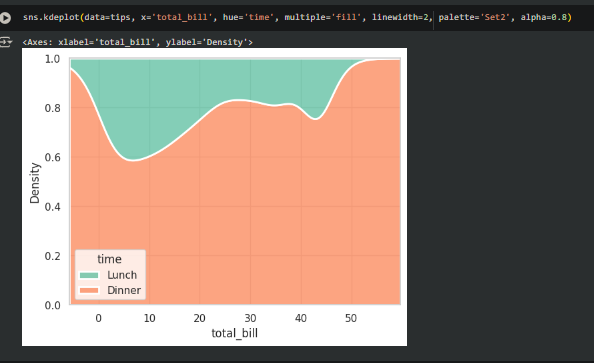 sns.kdeplot(data=tips, x='total_bill', hue='time', multiple='fill', linewidth=2, palette='Set2', alpha=0.8)
<Axes: xlabel='total_bill', ylabel='Density'>
1.0
0.8
0.6
0.4
0.2
0.0
Density
time
Lunch
Dinner
0 10 20 30 40 50
total_bill